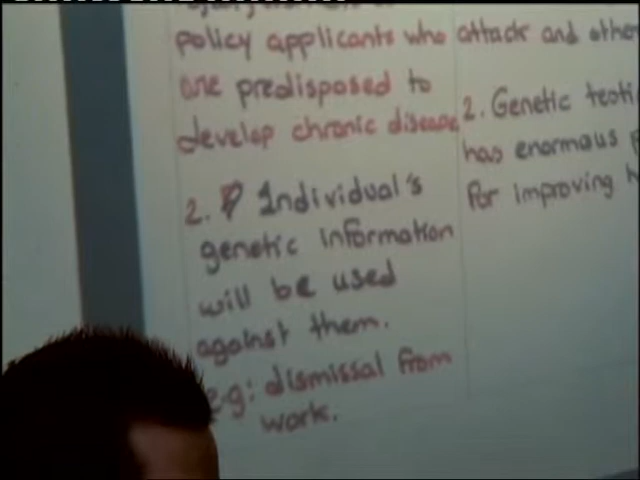 policy applicants who
are predisposed to
develop chronic disease
2. Individual's
genetic information
will be used
against them.
e.g: dismissal from
work.
attack and other
2. Genetic testi
has enormous p
for improving h